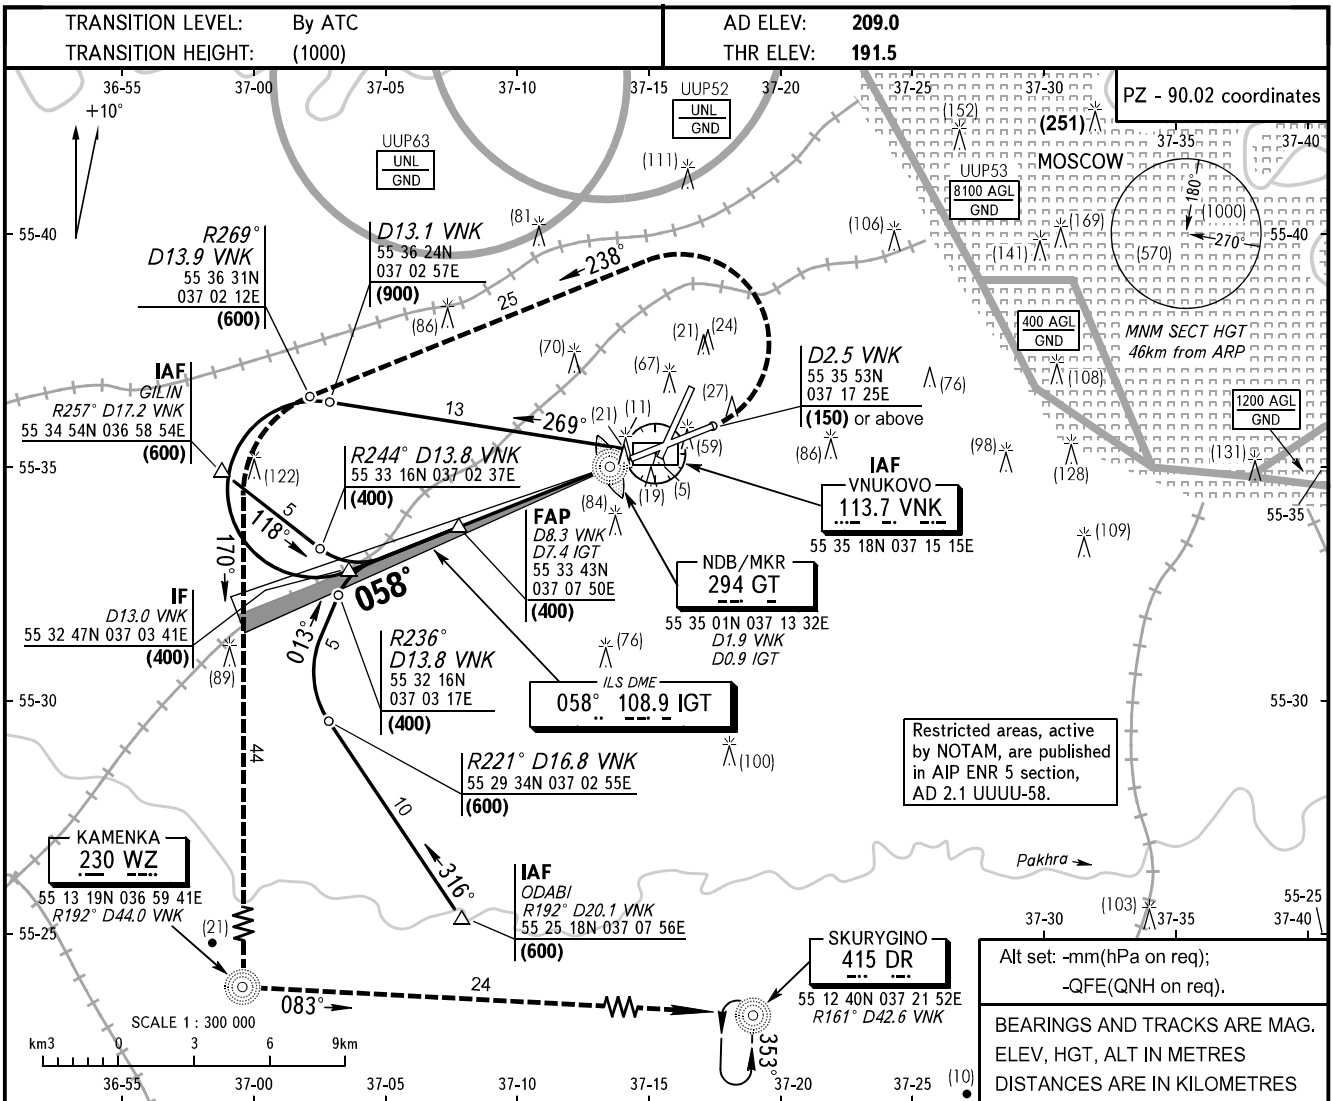 TRANSITION LEVEL: By ATC
TRANSITION HEIGHT: (1000)
AD ELEV: 209.0
THR ELEV: 191.5
36-55 37-00 37-05 37-10 37-15 37-20 37-25 37-30
PZ - 90.02 coordinates
37-35 37-40
+10°
UUP63
UNL
GND
UUP52
UNL
GND
(111)
(152)
(251)
MOSCOW
UUP53
8100 AGL
GND
(169)
(141)
(106)
180°
(1000)
270°
(570)
55-40
55-40
MNM SECT HGT
46km from ARP
400 AGL
GND
(108)
1200 AGL
GND
(131)
(128)
(98)
(109)
55-35
55-35
R269°
D13.9 VNK
55 36 31N
037 02 12E
(600)
D13.1 VNK
55 36 24N
037 02 57E
(900)
(81)
(86)
238°
25
(70)
(67)
(21)
(24)
(27)
(76)
D2.5 VNK
55 35 53N
037 17 25E
(150) or above
(86)
IAF
GILIN
R257° D17.2 VNK
55 34 54N 036 58 54E
(600)
13
269°
(21)
(11)
(59)
(5)
(19)
(84)
(122)
R244° D13.8 VNK
55 33 16N 037 02 37E
(400)
5
118°
170°
058°
FAP
D8.3 VNK
D7.4 IGT
55 33 43N
037 07 50E
(400)
IAF
VNUKOVO
113.7 VNK
55 35 18N 037 15 15E
NDB/MKR
294 GT
55 35 01N 037 13 32E
D1.9 VNK
D0.9 IGT
IF
D13.0 VNK
55 32 47N 037 03 41E
(400)
(89)
013°
5
R236°
D13.8 VNK
55 32 16N
037 03 17E
(400)
(76)
ILS DME
058° 108.9 IGT
(100)
55-30
55-30
R221° D16.8 VNK
55 29 34N 037 02 55E
(600)
44
10
316°
Restricted areas, active
by NOTAM, are published
in AIP ENR 5 section,
AD 2.1 UUUU-58.
Pakhra
KAMENKA
230 WZ
55 13 19N 036 59 41E
R192° D44.0 VNK
(21)
IAF
ODABI
R192° D20.1 VNK
55 25 18N 037 07 56E
(600)
55-25
55-25
37-30 37-35 37-40
(103)
083°
24
SKURYGINO
415 DR
55 12 40N 037 21 52E
R161° D42.6 VNK
353°
(10)
SCALE 1 : 300 000
km3 0 3 6 9km
36-55 37-00 37-05 37-10 37-15 37-20 37-25
Alt set: -mm(hPa on req);
-QFE(QNH on req).
BEARINGS AND TRACKS ARE MAG.
ELEV, HGT, ALT IN METRES
DISTANCES ARE IN KILOMETRES